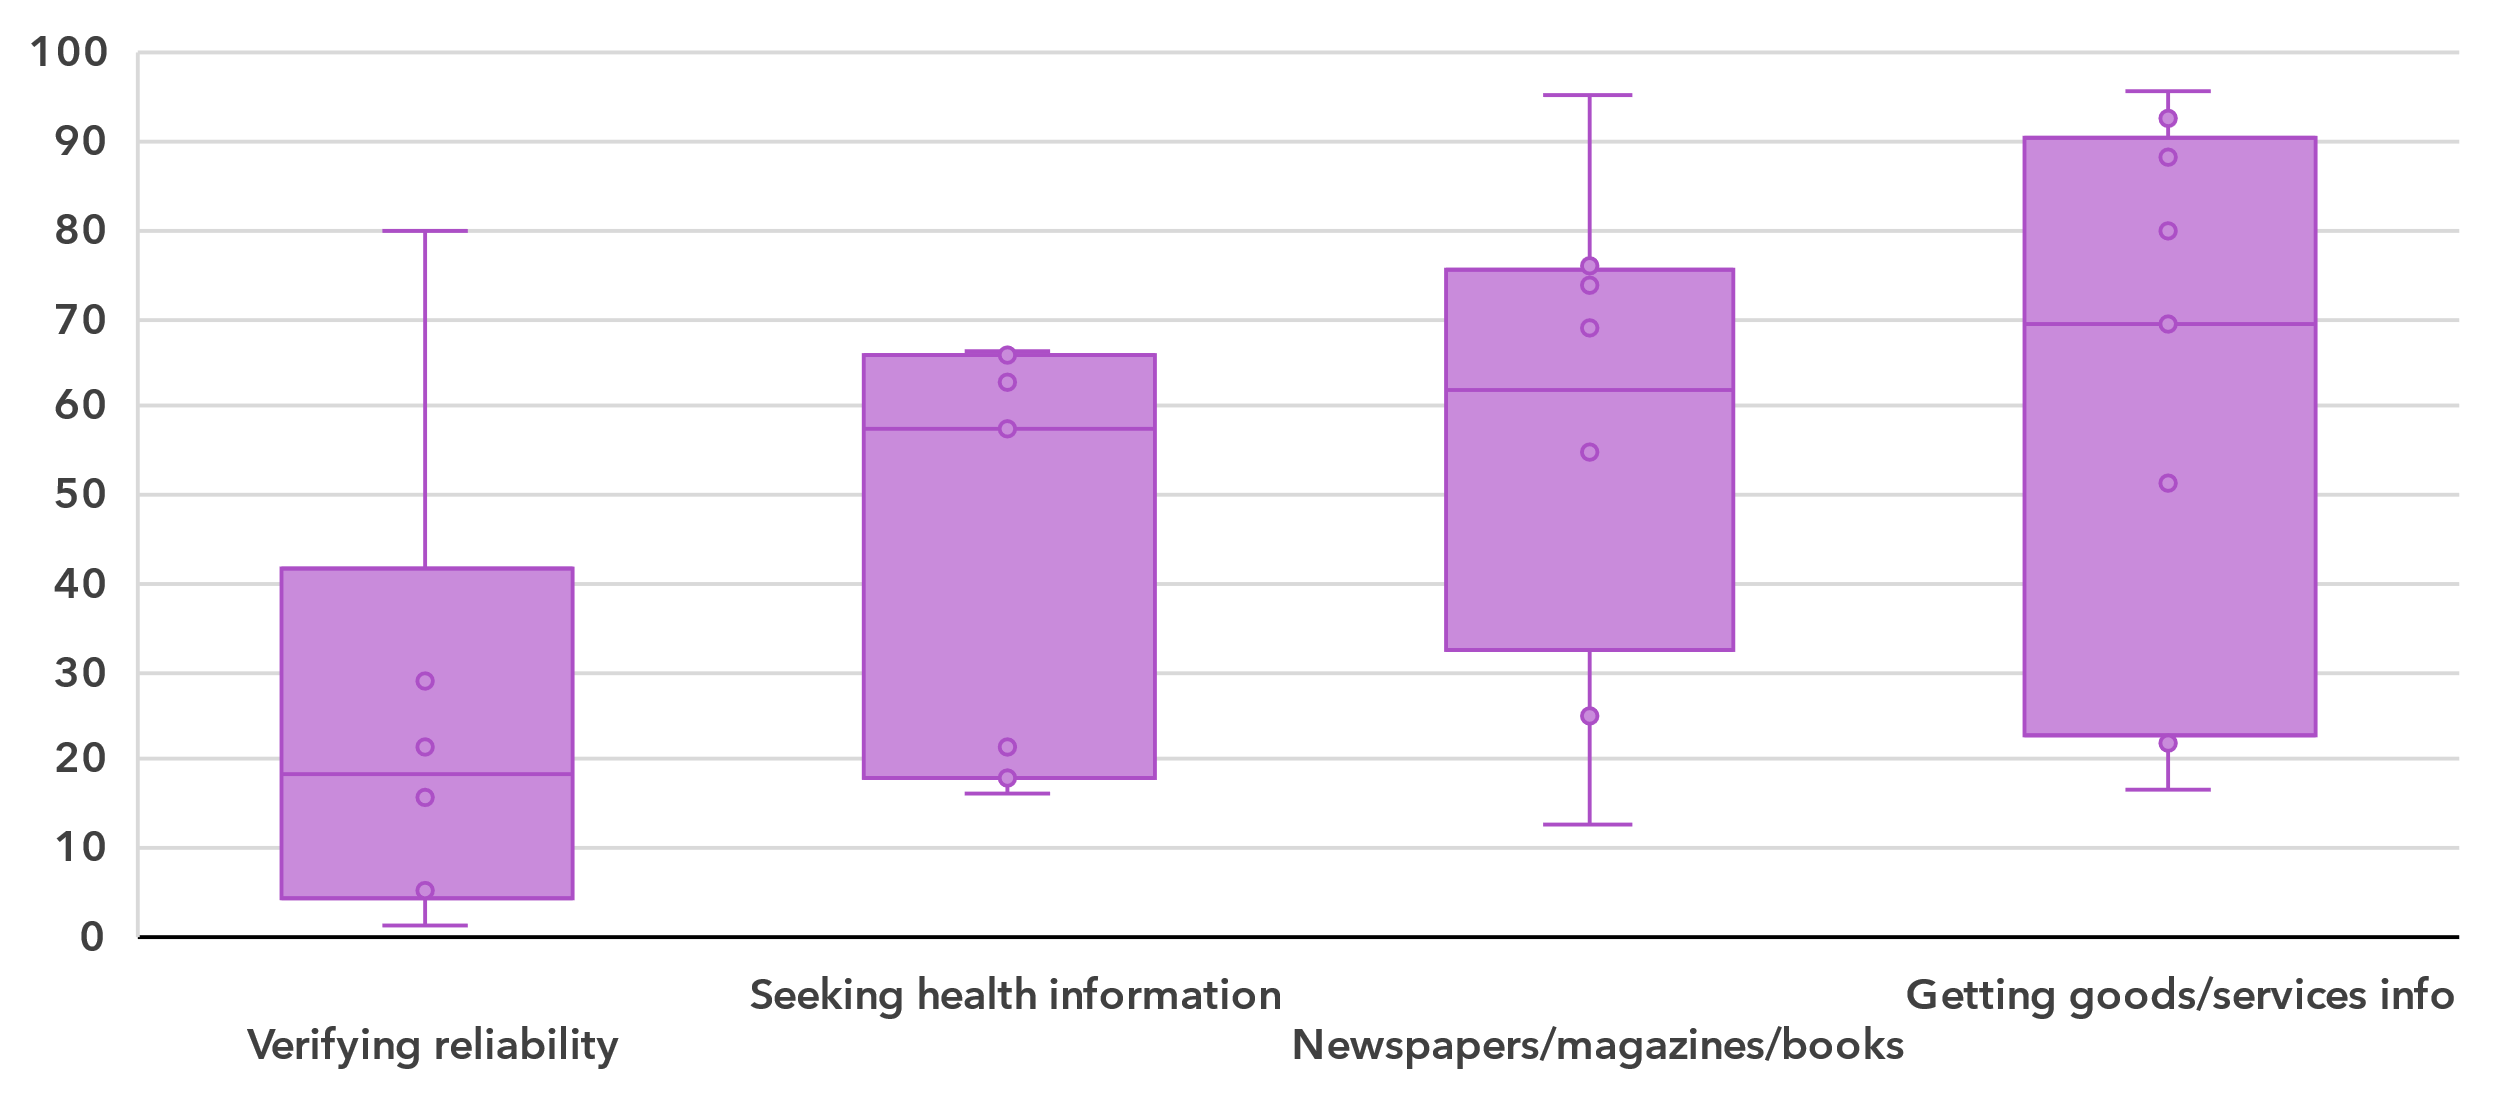 100
90
80
70
60
50
40
30
20
10
0
Seeking health information
Getting goods/services info
Verifying reliability
Newspapers/magazines/books